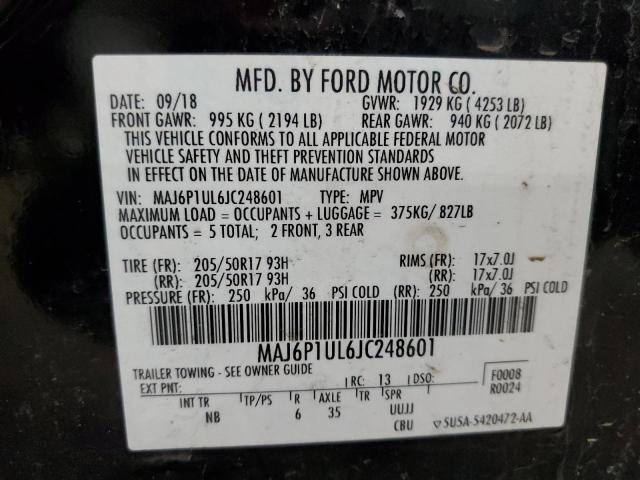 MFD. BY FORD MOTOR CO.
DATE: 09/18 GVWR: 1929 KG ( 4253 LB)
FRONT GAWR: 995 KG ( 2194 LB) REAR GAWR: 940 KG ( 2072 LB)
THIS VEHICLE CONFORMS TO ALL APPLICABLE FEDERAL MOTOR
VEHICLE SAFETY AND THEFT PREVENTION STANDARDS
IN EFFECT ON THE DATE OF MANUFACTURE SHOWN ABOVE.
VIN: MAJ6P1UL6JC248601 TYPE: MPV
MAXIMUM LOAD = OCCUPANTS + LUGGAGE = 375KG/ 827LB
OCCUPANTS = 5 TOTAL; 2 FRONT, 3 REAR
TIRE (FR): 205/50R17 93H RIMS (FR): 17x7.0J
(RR): 205/50R17 93H (RR): 17x7.0J
PRESSURE (FR): 250 kPa/ 36 PSI COLD (RR): 250 kPa/ 36 PSI COLD
MAJ6P1UL6JC248601
TRAILER TOWING - SEE OWNER GUIDE
EXT PNT: RC: 13 DSO: F0008
R0024
INT TR TP/PS R AXLE TR SPR
NB 6 35 UUJJ
CBU 5U5A-5420472-AA